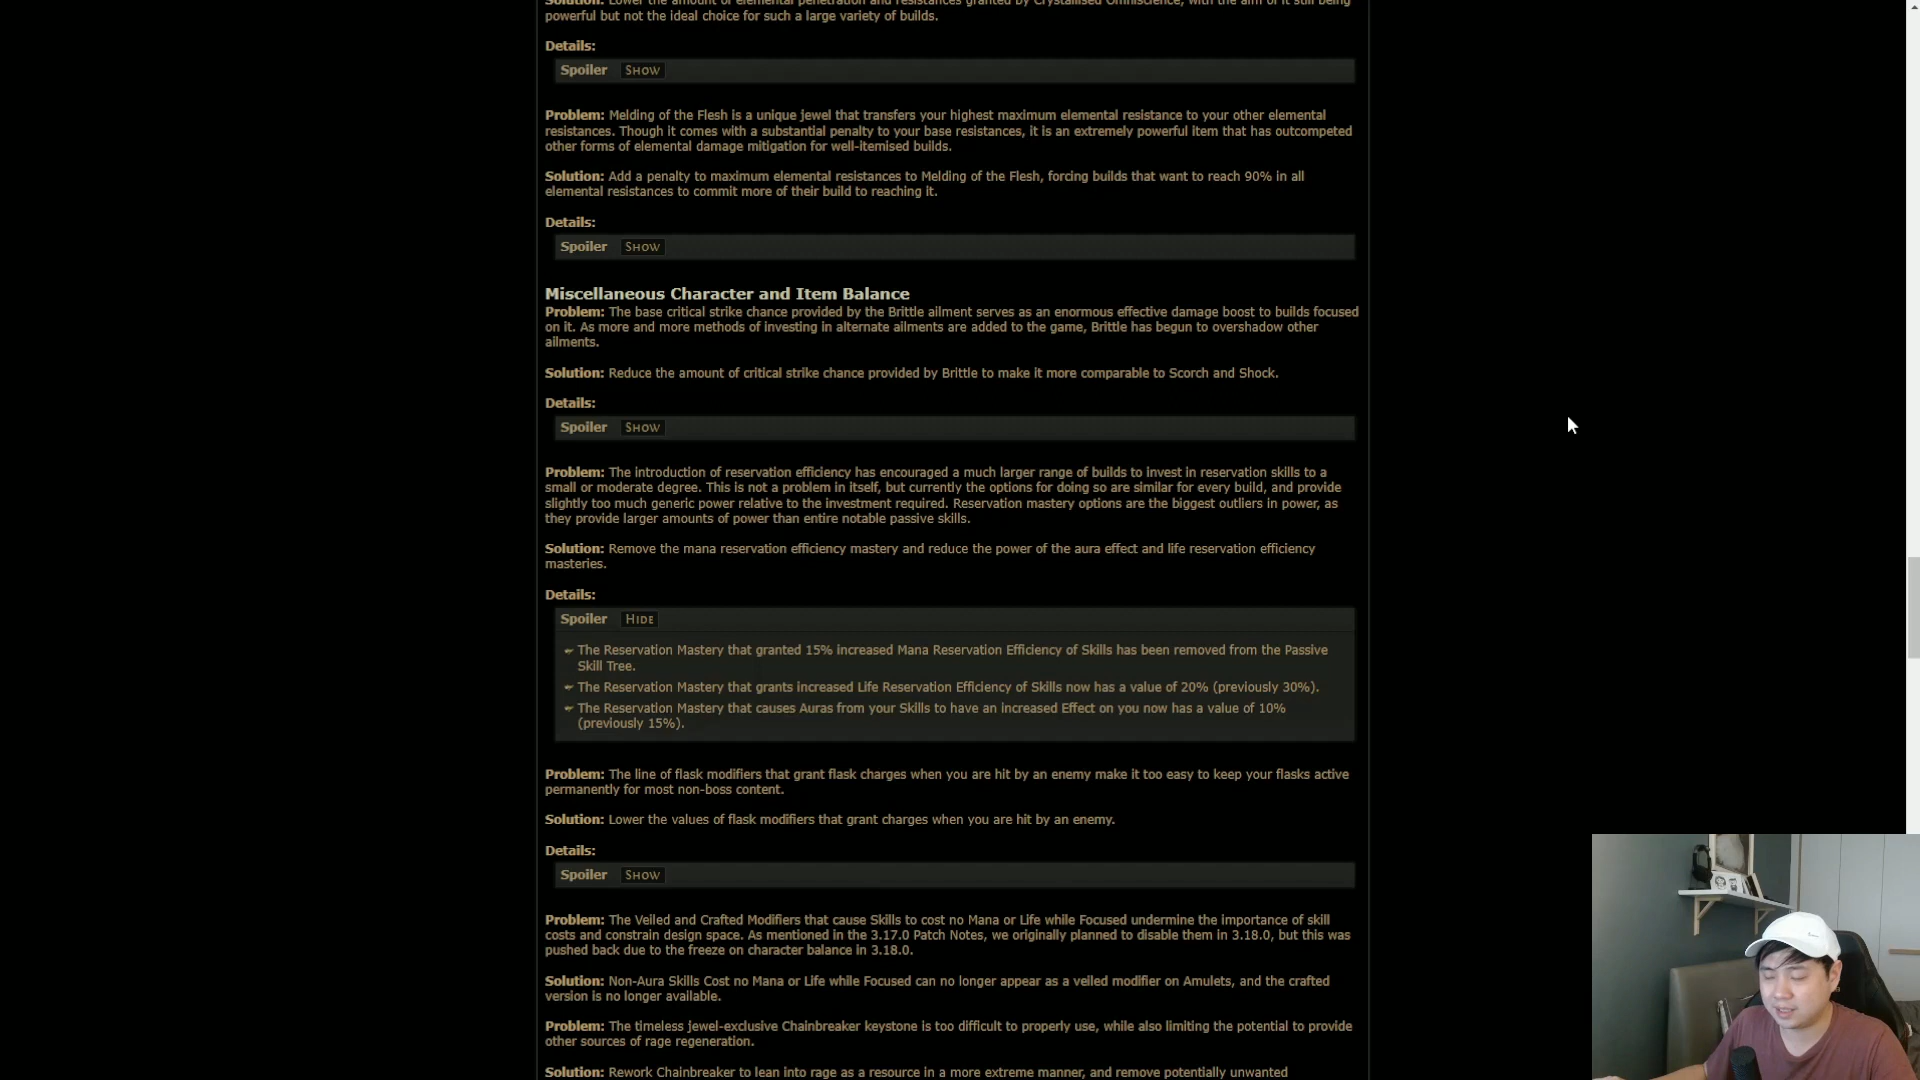 Solution: Lower the amount of elemental penetration and resistances granted by Crystallised Omniscience, with the aim of it still being
powerful but not the ideal choice for such a large variety of builds.
Details:
Spoiler SHOW
Problem: Melding of the Flesh is a unique jewel that transfers your highest maximum elemental resistance to your other elemental
resistances. Though it comes with a substantial penalty to your base resistances, it is an extremely powerful item that has outcompeted
other forms of elemental damage mitigation for well-itemised builds.
Solution: Add a penalty to maximum elemental resistances to Melding of the Flesh, forcing builds that want to reach 90% in all
elemental resistances to commit more of their build to reaching it.
Details:
Spoiler SHOW
Miscellaneous Character and Item Balance
Problem: The base critical strike chance provided by the Brittle ailment serves as an enormous effective damage boost to builds focused
on it. As more and more methods of investing in alternate ailments are added to the game, Brittle has begun to overshadow other
ailments.
Solution: Reduce the amount of critical strike chance provided by Brittle to make it more comparable to Scorch and Shock.
Details:
Spoiler SHOW
Problem: The introduction of reservation efficiency has encouraged a much larger range of builds to invest in reservation skills to a
small or moderate degree. This is not a problem in itself, but currently the options for doing so are similar for every build, and provide
slightly too much generic power relative to the investment required. Reservation mastery options are the biggest outliers in power, as
they provide larger amounts of power than entire notable passive skills.
Solution: Remove the mana reservation efficiency mastery and reduce the power of the aura effect and life reservation efficiency
masteries.
Details:
Spoiler HIDE
The Reservation Mastery that granted 15% increased Mana Reservation Efficiency of Skills has been removed from the Passive
Skill Tree.
The Reservation Mastery that grants increased Life Reservation Efficiency of Skills now has a value of 20% (previously 30%).
The Reservation Mastery that causes Auras from your Skills to have an increased Effect on you now has a value of 10%
(previously 15%).
Problem: The line of flask modifiers that grant flask charges when you are hit by an enemy make it too easy to keep your flasks active
permanently for most non-boss content.
Solution: Lower the values of flask modifiers that grant charges when you are hit by an enemy.
Details:
Spoiler SHOW
Problem: The Veiled and Crafted Modifiers that cause Skills to cost no Mana or Life while Focused undermine the importance of skill
costs and constrain design space. As mentioned in the 3.17.0 Patch Notes, we originally planned to disable them in 3.18.0, but this was
pushed back due to the freeze on character balance in 3.18.0.
Solution: Non-Aura Skills Cost no Mana or Life while Focused can no longer appear as a veiled modifier on Amulets, and the crafted
version is no longer available.
Problem: The timeless jewel-exclusive Chainbreaker keystone is too difficult to properly use, while also limiting the potential to provide
other sources of rage regeneration.
Solution: Rework Chainbreaker to lean into rage as a resource in a more extreme manner, and remove potentially unwanted